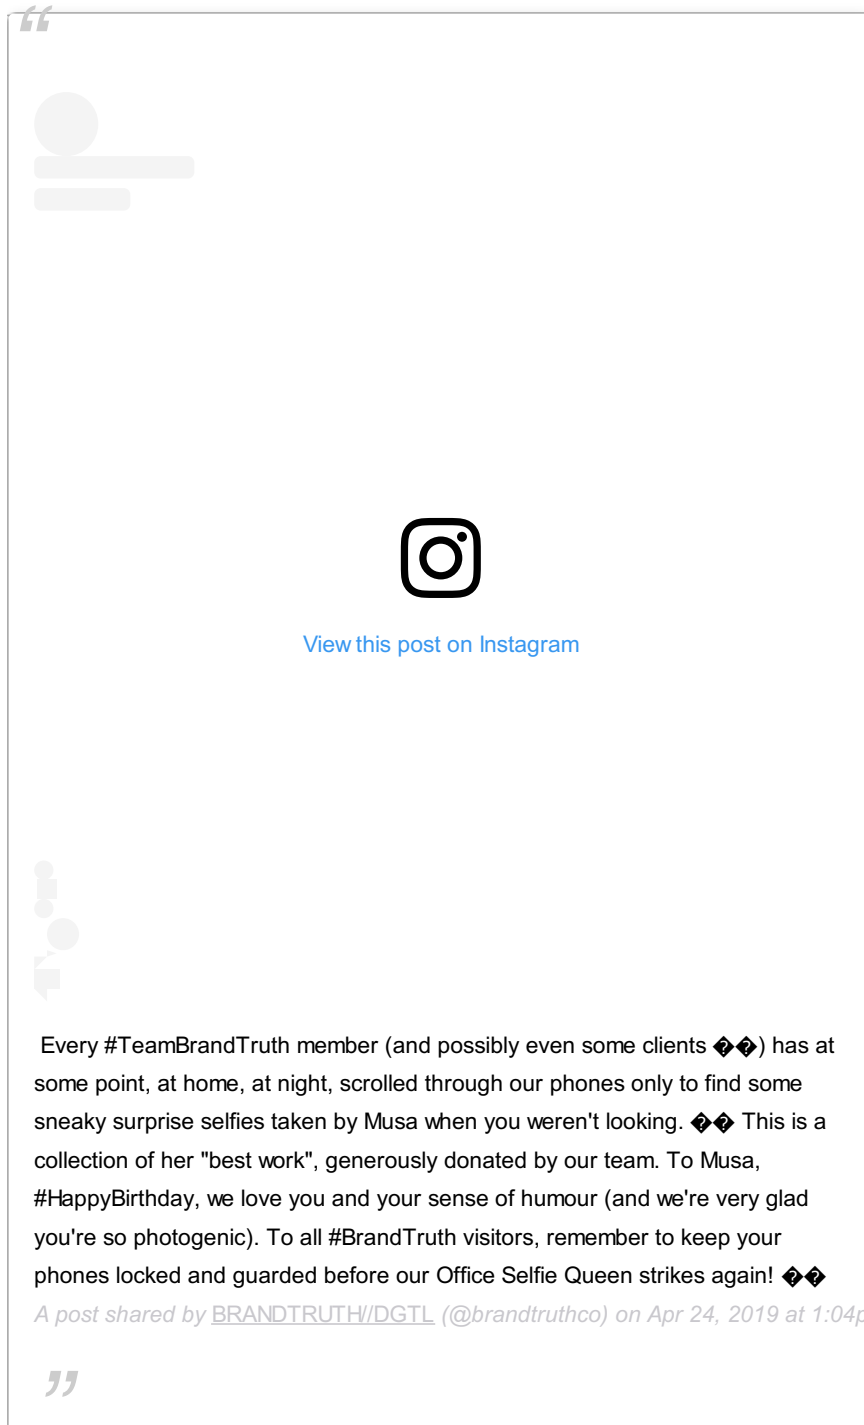 “
View this post on Instagram
Every #TeamBrandTruth member (and possibly even some clients ��) has at
some point, at home, at night, scrolled through our phones only to find some
sneaky surprise selfies taken by Musa when you weren't looking. �� This is a
collection of her "best work", generously donated by our team. To Musa,
#HappyBirthday, we love you and your sense of humour (and we're very glad
you're so photogenic). To all #BrandTruth visitors, remember to keep your
phones locked and guarded before our Office Selfie Queen strikes again! ��
A post shared by BRANDTRUTH//DGTL (@brandtruthco) on Apr 24, 2019 at 1:04p
”